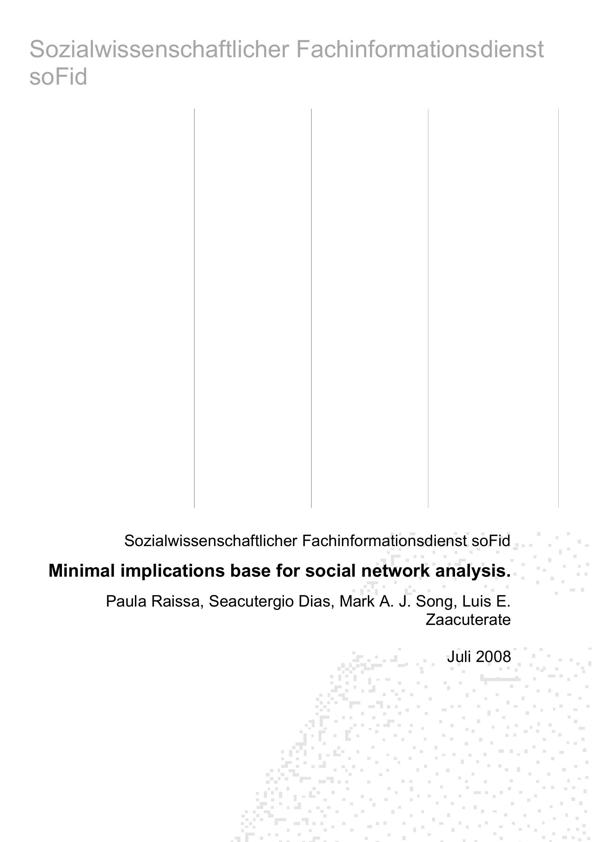 Sozialwissenschaftlicher Fachinformationsdienst
soFid
Sozialwissenschaftlicher Fachinformationsdienst soFid
Minimal implications base for social network analysis.
Paula Raissa, Seacutergio Dias, Mark A. J. Song, Luis E.
Zaacuterate
Juli 2008